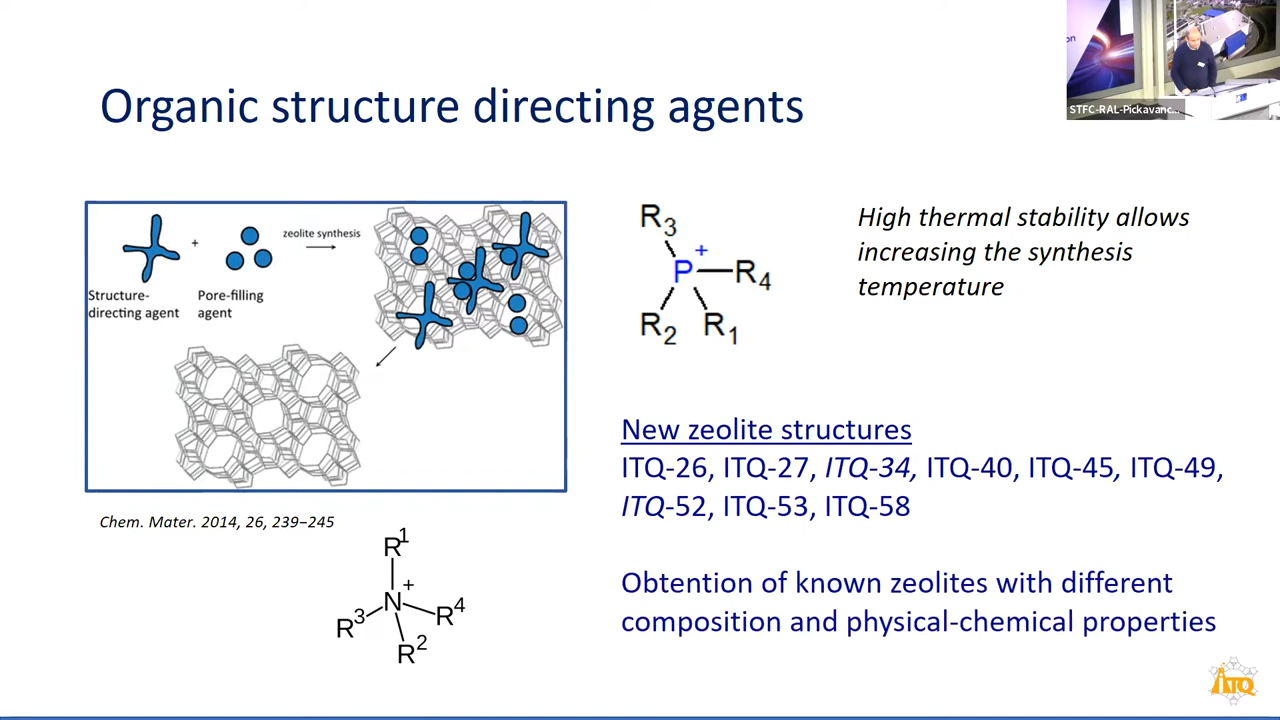 Organic structure directing agents
STFC-RAL-Pickavanc...
zeolite synthesis
+
Structure-
directing agent
Pore-filling
agent
Chem. Mater. 2014, 26, 239–245
R3
+
P
R4
R2
R1
High thermal stability allows
increasing the synthesis
temperature
New zeolite structures
ITQ-26, ITQ-27, ITQ-34, ITQ-40, ITQ-45, ITQ-49,
ITQ-52, ITQ-53, ITQ-58
Obtention of known zeolites with different
composition and physical-chemical properties
R1
+
N
R3
R4
R2
ITQ